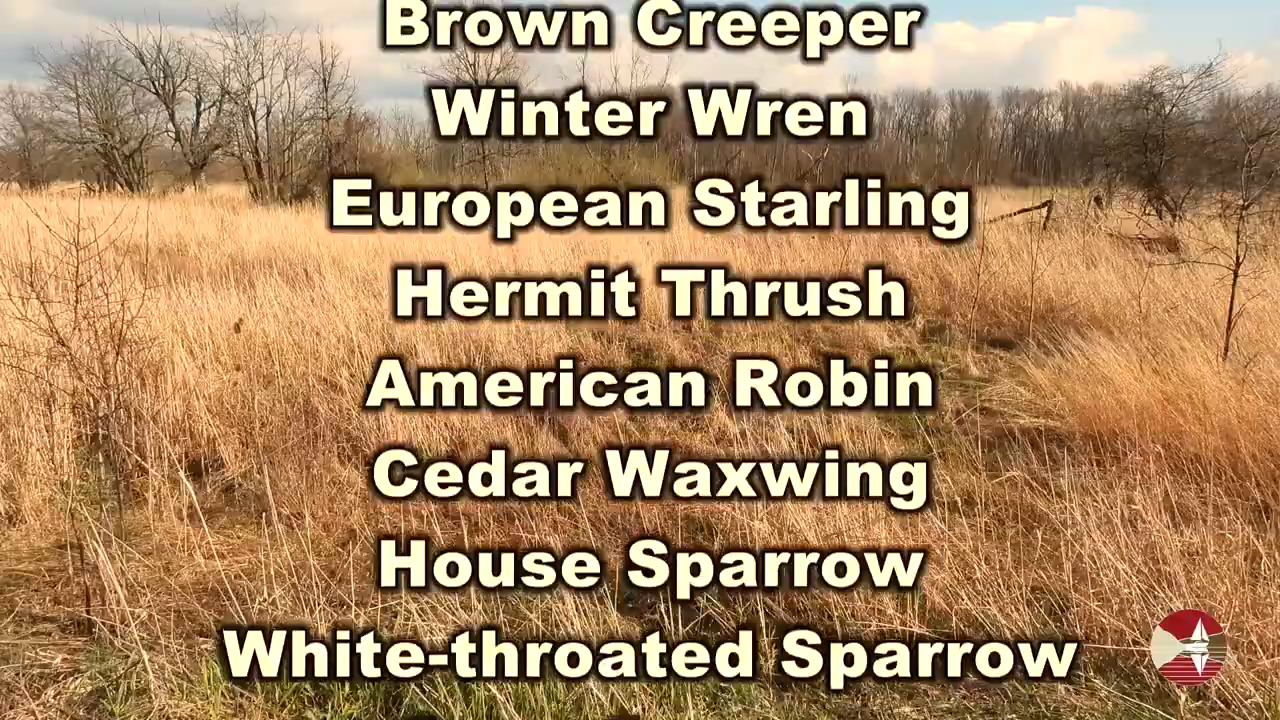 Brown Creeper
Winter Wren
European Starling
Hermit Thrush
American Robin
Cedar Waxwing
House Sparrow
White-throated Sparrow